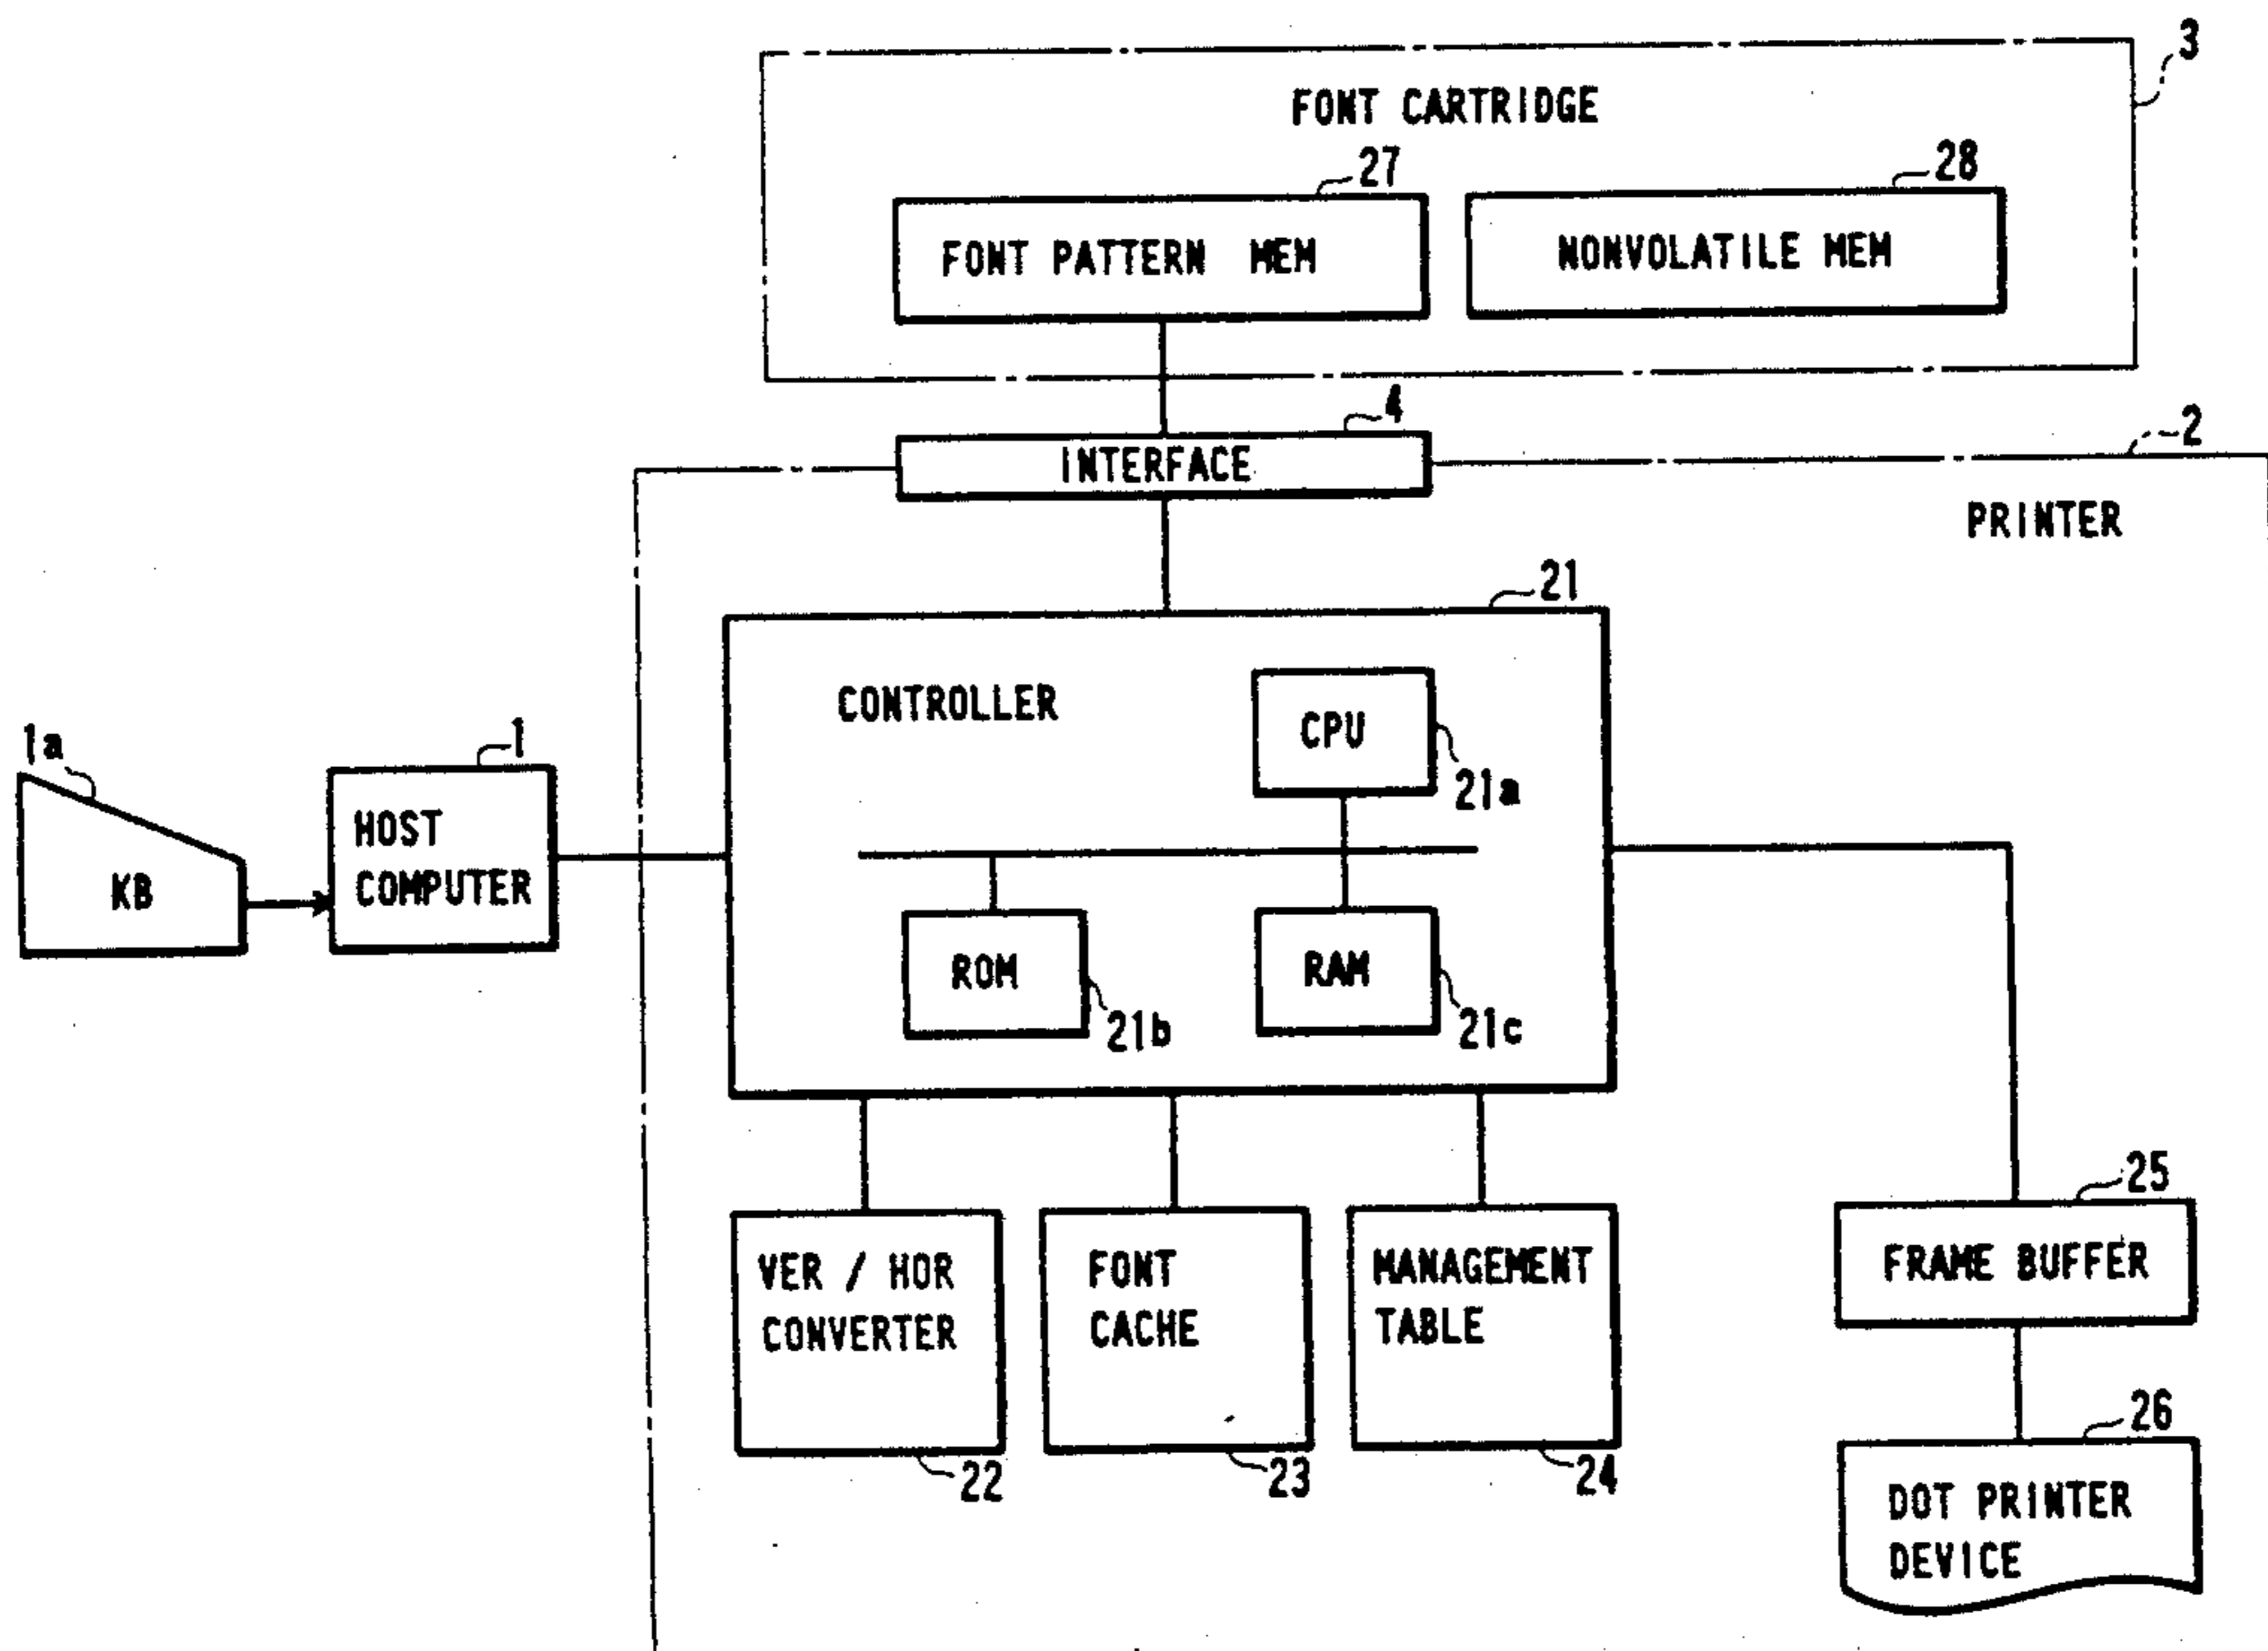 3
FONT CARTRIDGE
27
28
FONT PATTERN MEM
NONVOLATILE MEM
4
2
INTERFACE
PRINTER
21
CONTROLLER
CPU
21a
1a
1
KB
HOST
COMPUTER
ROM
21b
RAM
21c
VER / HOR
CONVERTER
22
FONT
CACHE
23
MANAGEMENT
TABLE
24
25
FRAME BUFFER
26
DOT PRINTER
DEVICE